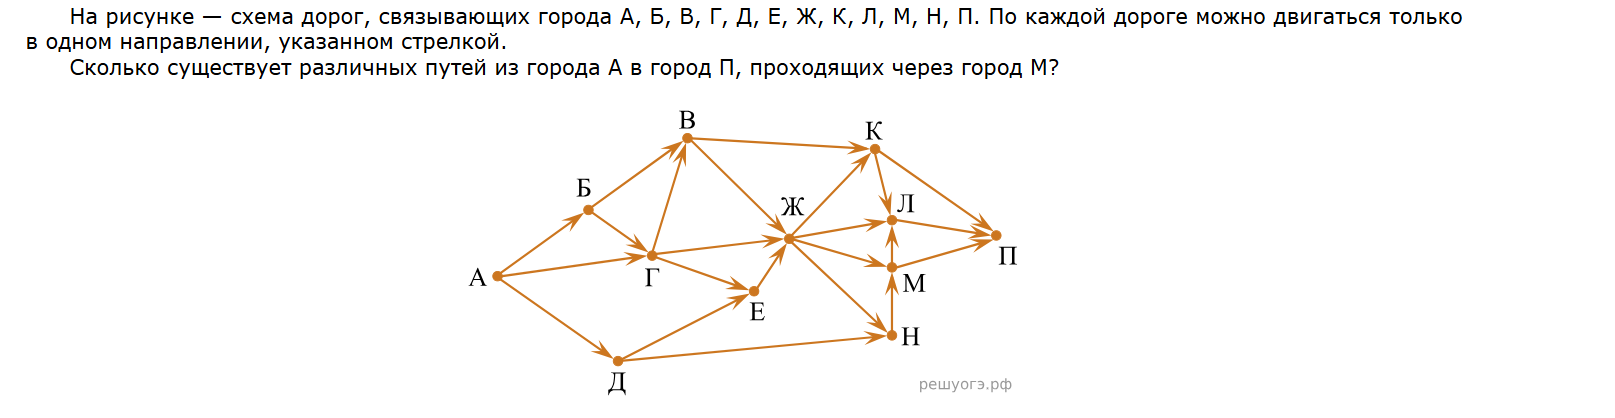 На рисунке — схема дорог, связывающих города А, Б, В, Г, Д, Е, Ж, К, Л, М, Н, П. По каждой дороге можно двигаться только
в одном направлении, указанном стрелкой.
Сколько существует различных путей из города А в город П, проходящих через город М?
В
К
Б
Ж
Л
П
А
Г
М
Е
Н
Д
решуогэ.рф